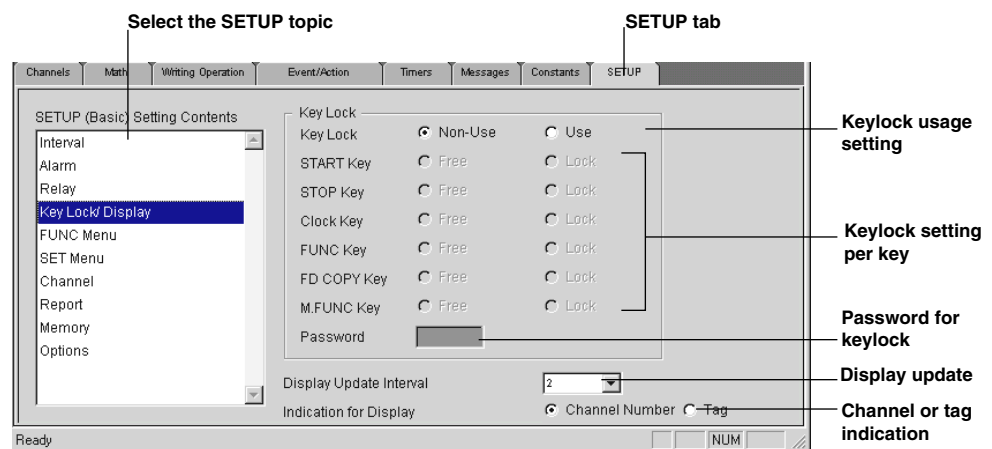 Select the SETUP topic
SETUP tab
Channels Math Writing Operation Event/Action Timers Messages Constants SETUP
SETUP (Basic) Setting Contents
Interval
Alarm
Relay
Key Lock/ Display
FUNC Menu
SET Menu
Channel
Report
Memory
Options
Key Lock
Key Lock Non-Use Use
START Key Free Lock
STOP Key Free Lock
Clock Key Free Lock
FUNC Key Free Lock
FD COPY Key Free Lock
M.FUNC Key Free Lock
Password
Display Update Interval 2
Indication for Display Channel Number Tag
Ready NUM
Keylock usage
setting
Keylock setting
per key
Password for
keylock
Display update
Channel or tag
indication